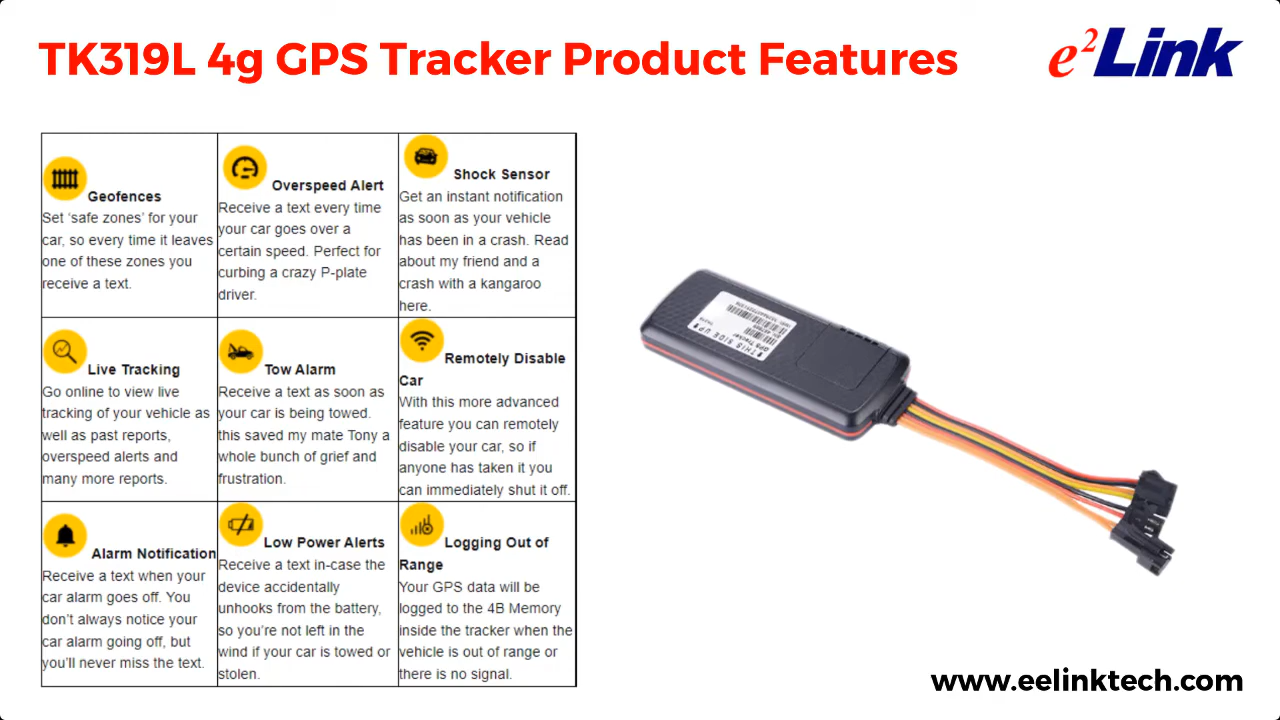 TK319L 4g GPS Tracker Product Features
e²Link
Geofences
Set ‘safe zones’ for your
car, so every time it leaves
one of these zones you
receive a text.
Overspeed Alert
Receive a text every time
your car goes over a
certain speed. Perfect for
curbing a crazy P-plate
driver.
Shock Sensor
Get an instant notification
as soon as your vehicle
has been in a crash. Read
about my friend and a
crash with a kangaroo
here.
Live Tracking
Go online to view live
tracking of your vehicle as
well as past reports,
overspeed alerts and
many more reports.
Tow Alarm
Receive a text as soon as
your car is being towed.
this saved my mate Tony a
whole bunch of grief and
frustration.
Remotely Disable
Car
With this more advanced
feature you can remotely
disable your car, so if
anyone has taken it you
can immediately shut it off.
Alarm Notification
Receive a text when your
car alarm goes off. You
don’t always notice your
car alarm going off, but
you’ll never miss the text.
Low Power Alerts
Receive a text in-case the
device accidentally
unhooks from the battery,
so you’re not left in the
wind if your car is towed or
stolen.
Logging Out of
Range
Your GPS data will be
logged to the 4B Memory
inside the tracker when the
vehicle is out of range or
there is no signal.
THIS SIDE UP
GPS Tracker
www.eelinktech.com